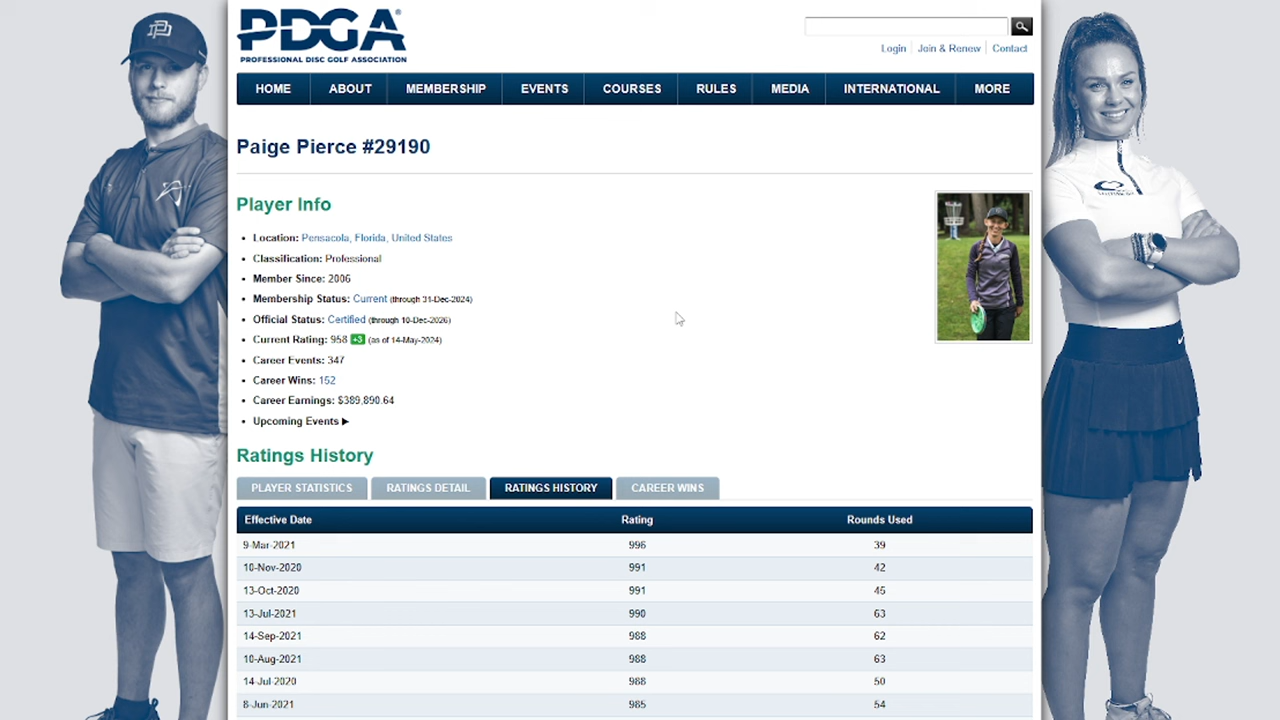 PDGA®
PROFESSIONAL DISC GOLF ASSOCIATION
Login Join & Renew Contact
HOME ABOUT MEMBERSHIP EVENTS COURSES RULES MEDIA INTERNATIONAL MORE
Paige Pierce #29190
Player Info
Location: Pensacola, Florida, United States
Classification: Professional
Member Since: 2006
Membership Status: Current (through 31-Dec-2024)
Official Status: Certified (through 10-Dec-2026)
Current Rating: 958 +3 (as of 14-May-2024)
Career Events: 347
Career Wins: 152
Career Earnings: $389,890.64
Upcoming Events ▶
Ratings History
PLAYER STATISTICS RATINGS DETAIL RATINGS HISTORY CAREER WINS
Effective Date Rating Rounds Used
9-Mar-2021 996 39
10-Nov-2020 991 42
13-Oct-2020 991 45
13-Jul-2021 990 63
14-Sep-2021 988 62
10-Aug-2021 988 63
14-Jul-2020 988 50
8-Jun-2021 985 54